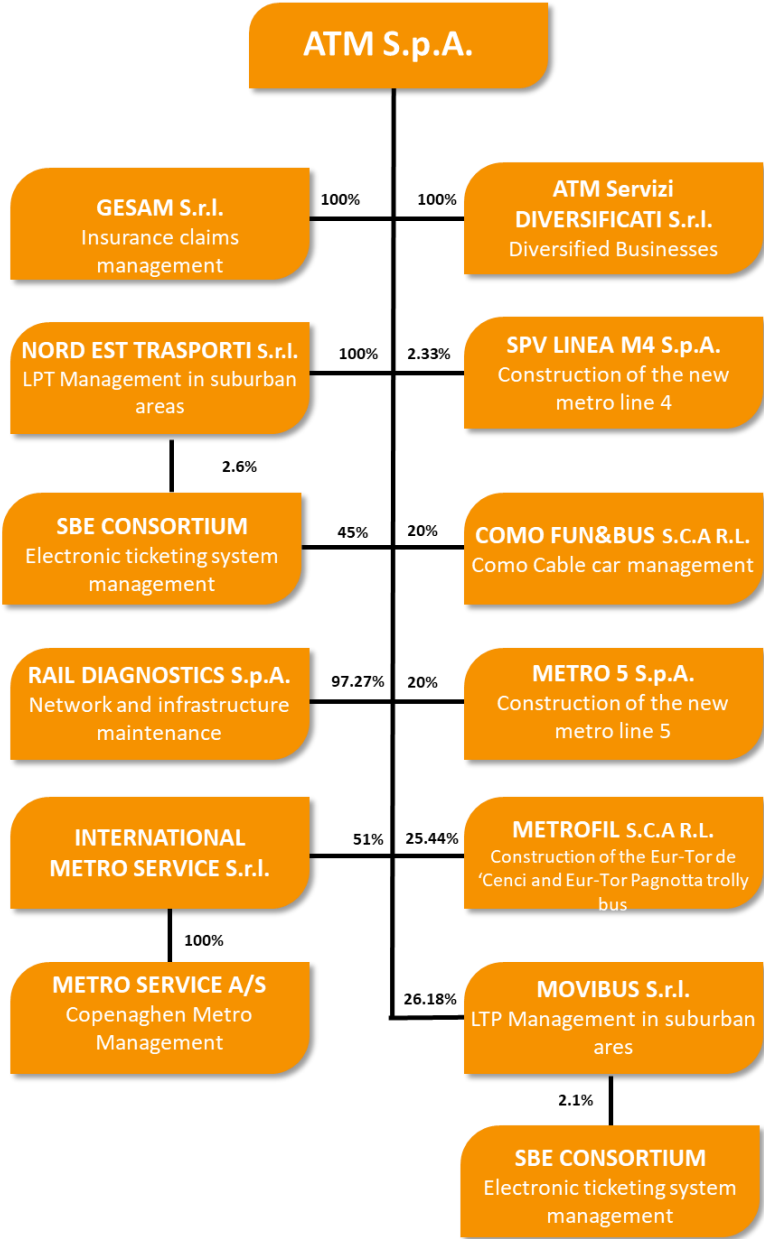 ATM S.p.A.
GESAM S.r.l.
Insurance claims
management
100%
100%
ATM Servizi
DIVERSIFICATI S.r.l.
Diversified Businesses
NORD EST TRASPORTI S.r.l.
LPT Management in suburban
areas
100%
2.33%
SPV LINEA M4 S.p.A.
Construction of the new
metro line 4
2.6%
SBE CONSORTIUM
Electronic ticketing system
management
45%
20%
COMO FUN&BUS S.C.A R.L.
Como Cable car management
RAIL DIAGNOSTICS S.p.A.
Network and infrastructure
maintenance
97.27%
20%
METRO 5 S.p.A.
Construction of the new
metro line 5
INTERNATIONAL
METRO SERVICE S.r.l.
51%
25.44%
METROFIL S.C.A R.L.
Construction of the Eur-Tor de
‘Cenci and Eur-Tor Pagnotta trolly
bus
100%
METRO SERVICE A/S
Copenaghen Metro
Management
26.18%
MOVIBUS S.r.l.
LTP Management in suburban
ares
2.1%
SBE CONSORTIUM
Electronic ticketing system
management